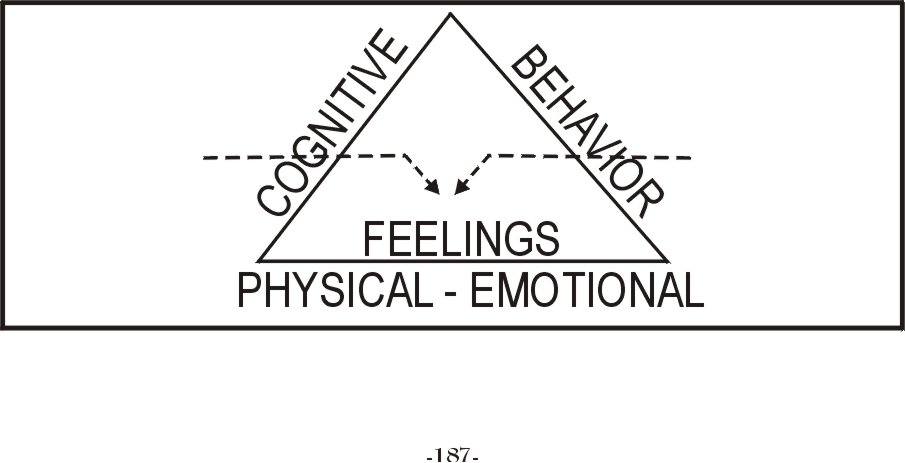 COGNITIVE
BEHAVIOR
FEELINGS
PHYSICAL - EMOTIONAL
-187-